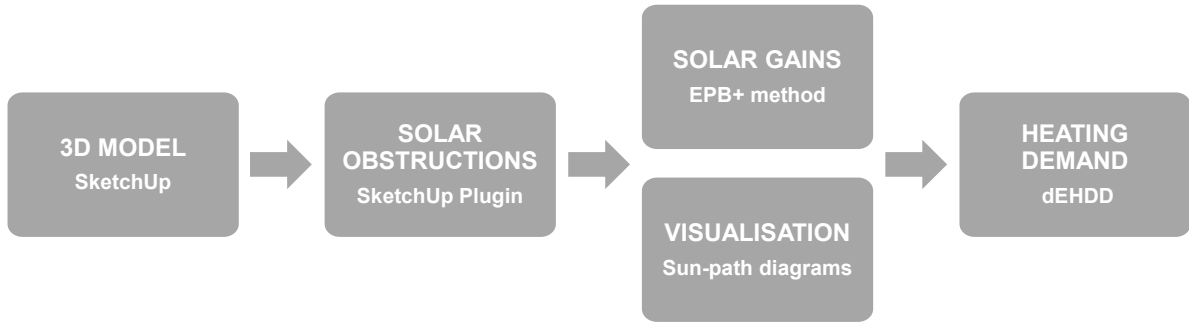 3D MODEL
SketchUp
SOLAR
OBSTRUCTIONS
SketchUp Plugin
SOLAR GAINS
EPB+ method
VISUALISATION
Sun-path diagrams
HEATING
DEMAND
dEHDD